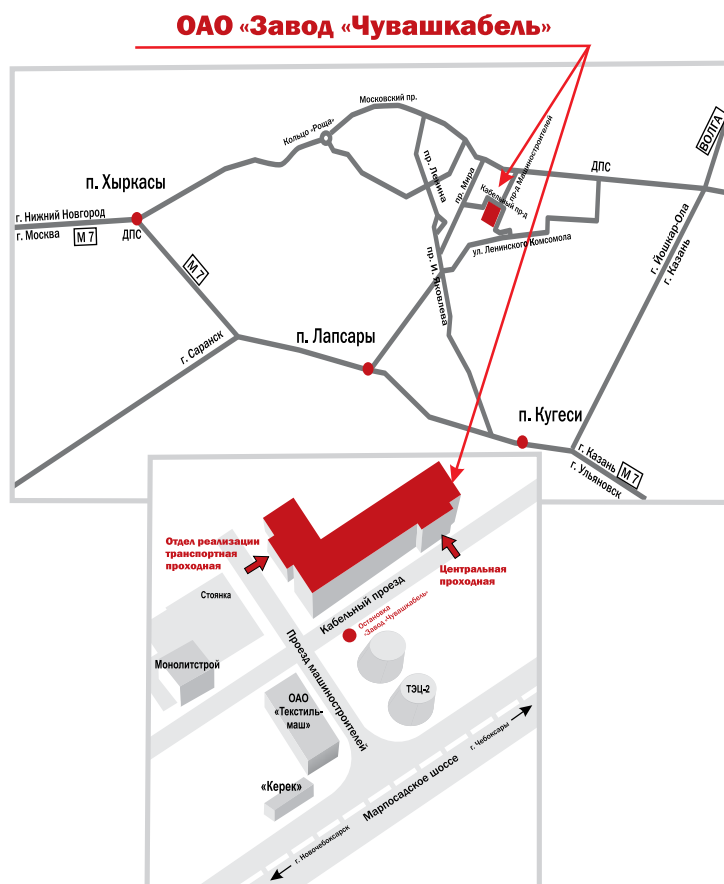 ОАО «Завод «Чувашкабель»
Московский пр.
Кольцо «Роща»
ВОЛГА
п. Хыркасы
пр. Ленина
пр. Мира
пр-д Машиностроителей
ДПС
Кабельный пр-д
г. Нижний Новгород
г. Москва
М 7
ДПС
ул. Ленинского Комсомола
пр. И. Яковлева
г. Йошкар-Ола
г. Казань
М 7
г. Саранск
п. Лапсары
п. Кугеси
г. Казань
г. Ульяновск
М 7
Отдел реализации
транспортная
проходная
Центральная
проходная
Стоянка
Кабельный проезд
Остановка
«Завод «Чувашкабель»
Проезд машиностроителей
Монолитстрой
ТЭЦ-2
ОАО
«Текстиль-
маш»
«Керек»
Марпосадское шоссе
г. Чебоксары
г. Новочебоксарск